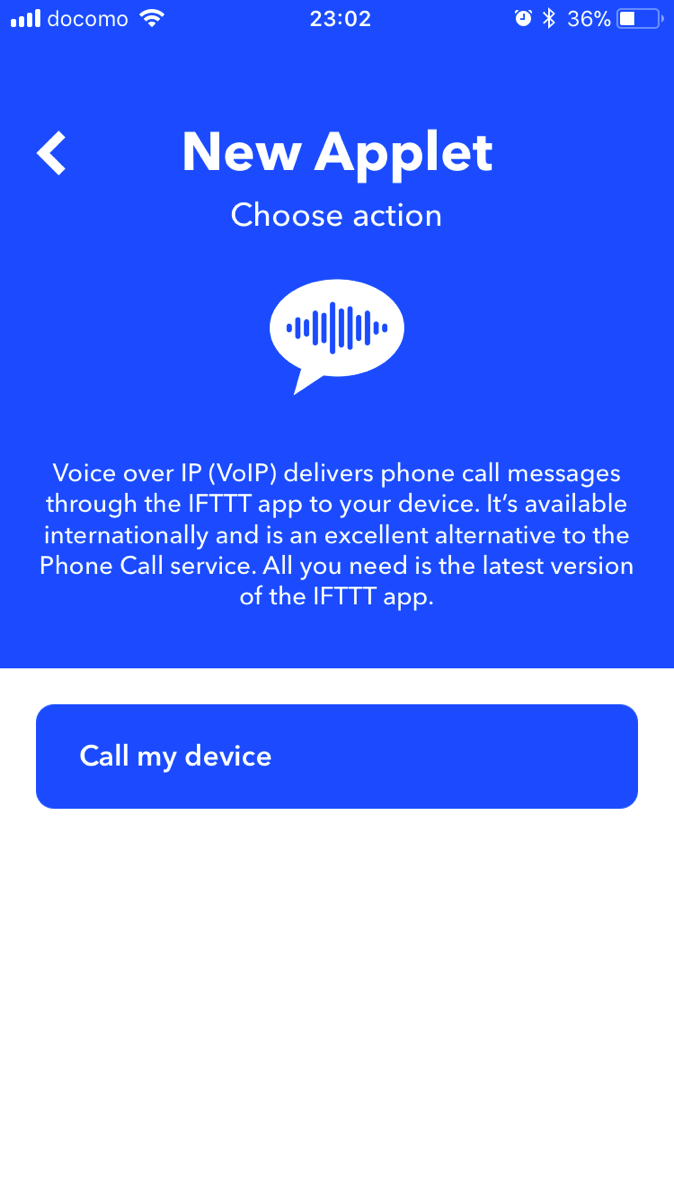 docomo 23:02 36%
New Applet
Choose action
Voice over IP (VoIP) delivers phone call messages
through the IFTTT app to your device. It’s available
internationally and is an excellent alternative to the
Phone Call service. All you need is the latest version
of the IFTTT app.
Call my device